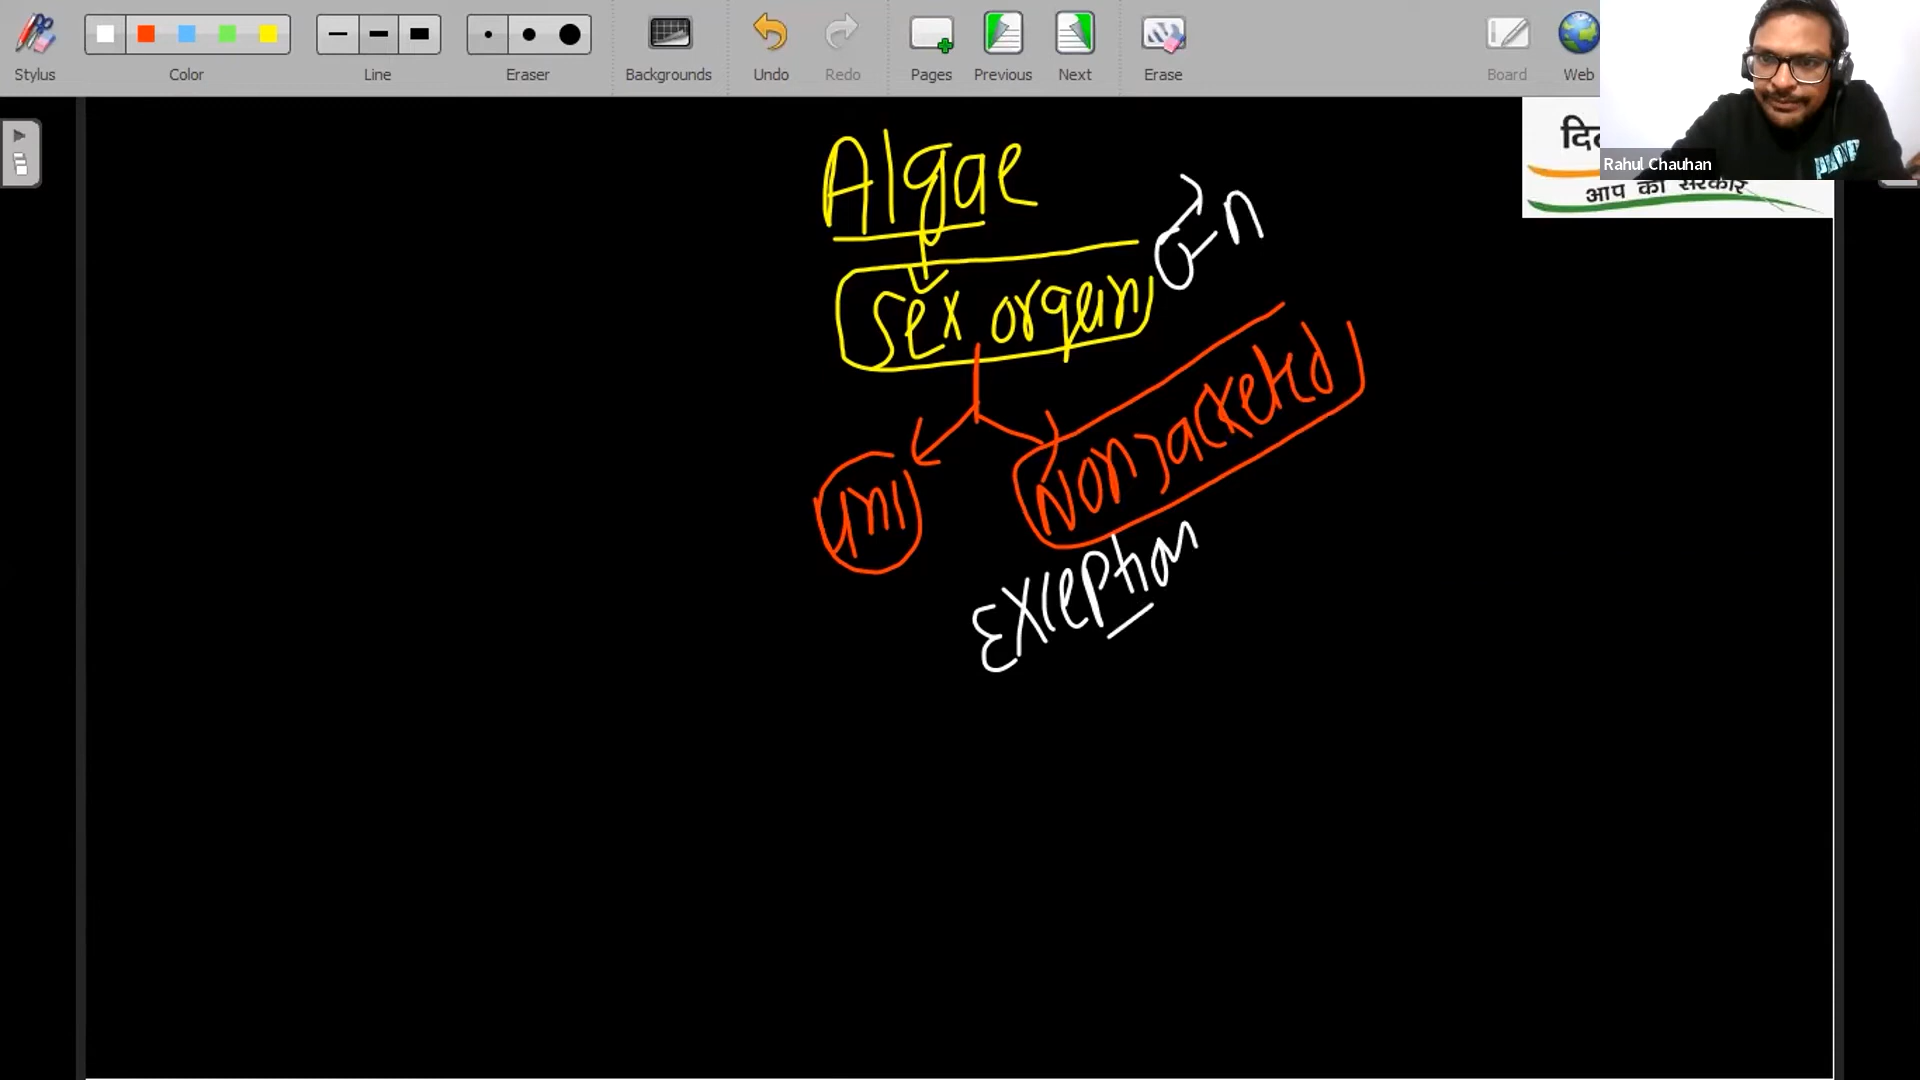 Stylus
Color
Line
Eraser
Backgrounds
Undo
Redo
Pages
Previous
Next
Erase
Board
Web
Rahul Chauhan
आप की सरकार
Algae
Sex organ
n
Uni
Nonjacketed
Exception